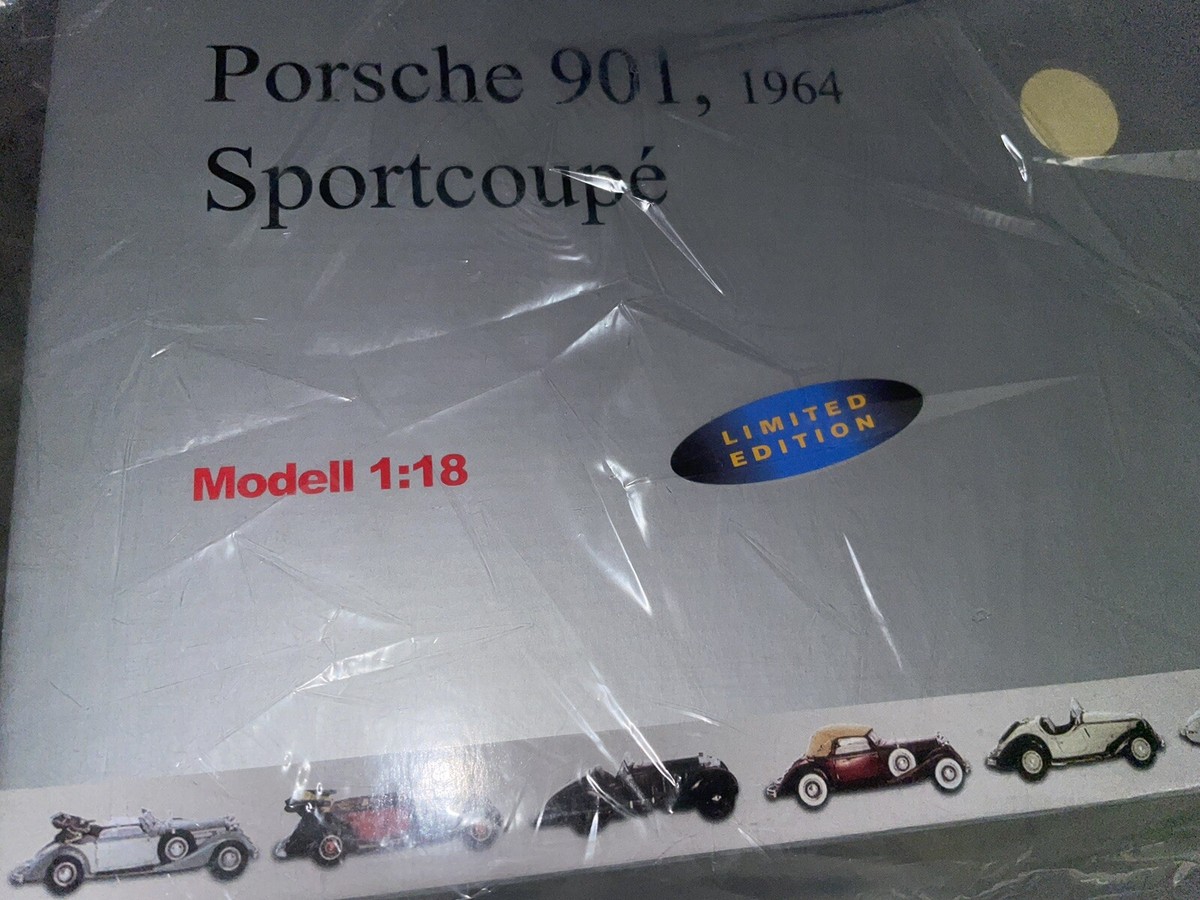 Porsche 901, 1964
Sportcoupé
Modell 1:18
LIMITED
EDITION